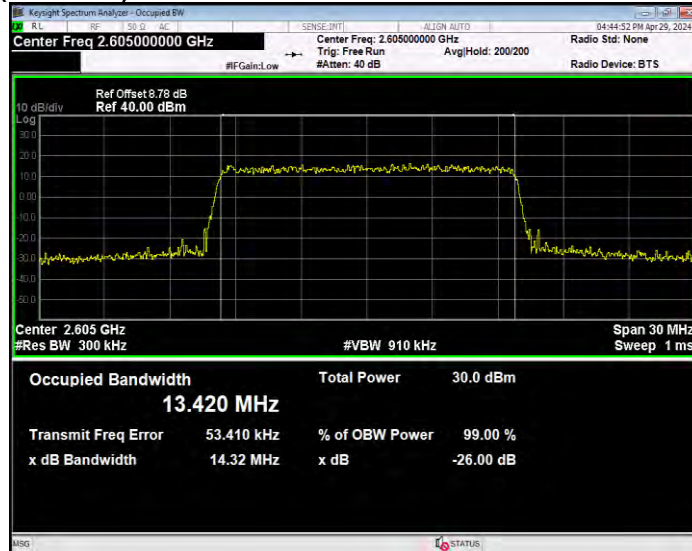 Keysight Spectrum Analyzer - Occupied BW
RL RF 50 Ω AC SENSE:INT ALIGN AUTO 04:44:52 PM Apr 29, 2024
Center Freq 2.605000000 GHz Center Freq: 2.605000000 GHz Radio Std: None
Trig: Free Run Avg|Hold: 200/200
#IFGain:Low #Atten: 40 dB Radio Device: BTS
Ref Offset 8.78 dB
10 dB/div Ref 40.00 dBm
Log
30.0
20.0
10.0
0.00
-10.0
-20.0
-30.0
-40.0
-50.0
Center 2.605 GHz Span 30 MHz
#Res BW 300 kHz #VBW 910 kHz Sweep 1 ms
Occupied Bandwidth Total Power 30.0 dBm
13.420 MHz
Transmit Freq Error 53.410 kHz % of OBW Power 99.00 %
x dB Bandwidth 14.32 MHz x dB -26.00 dB
MSG STATUS